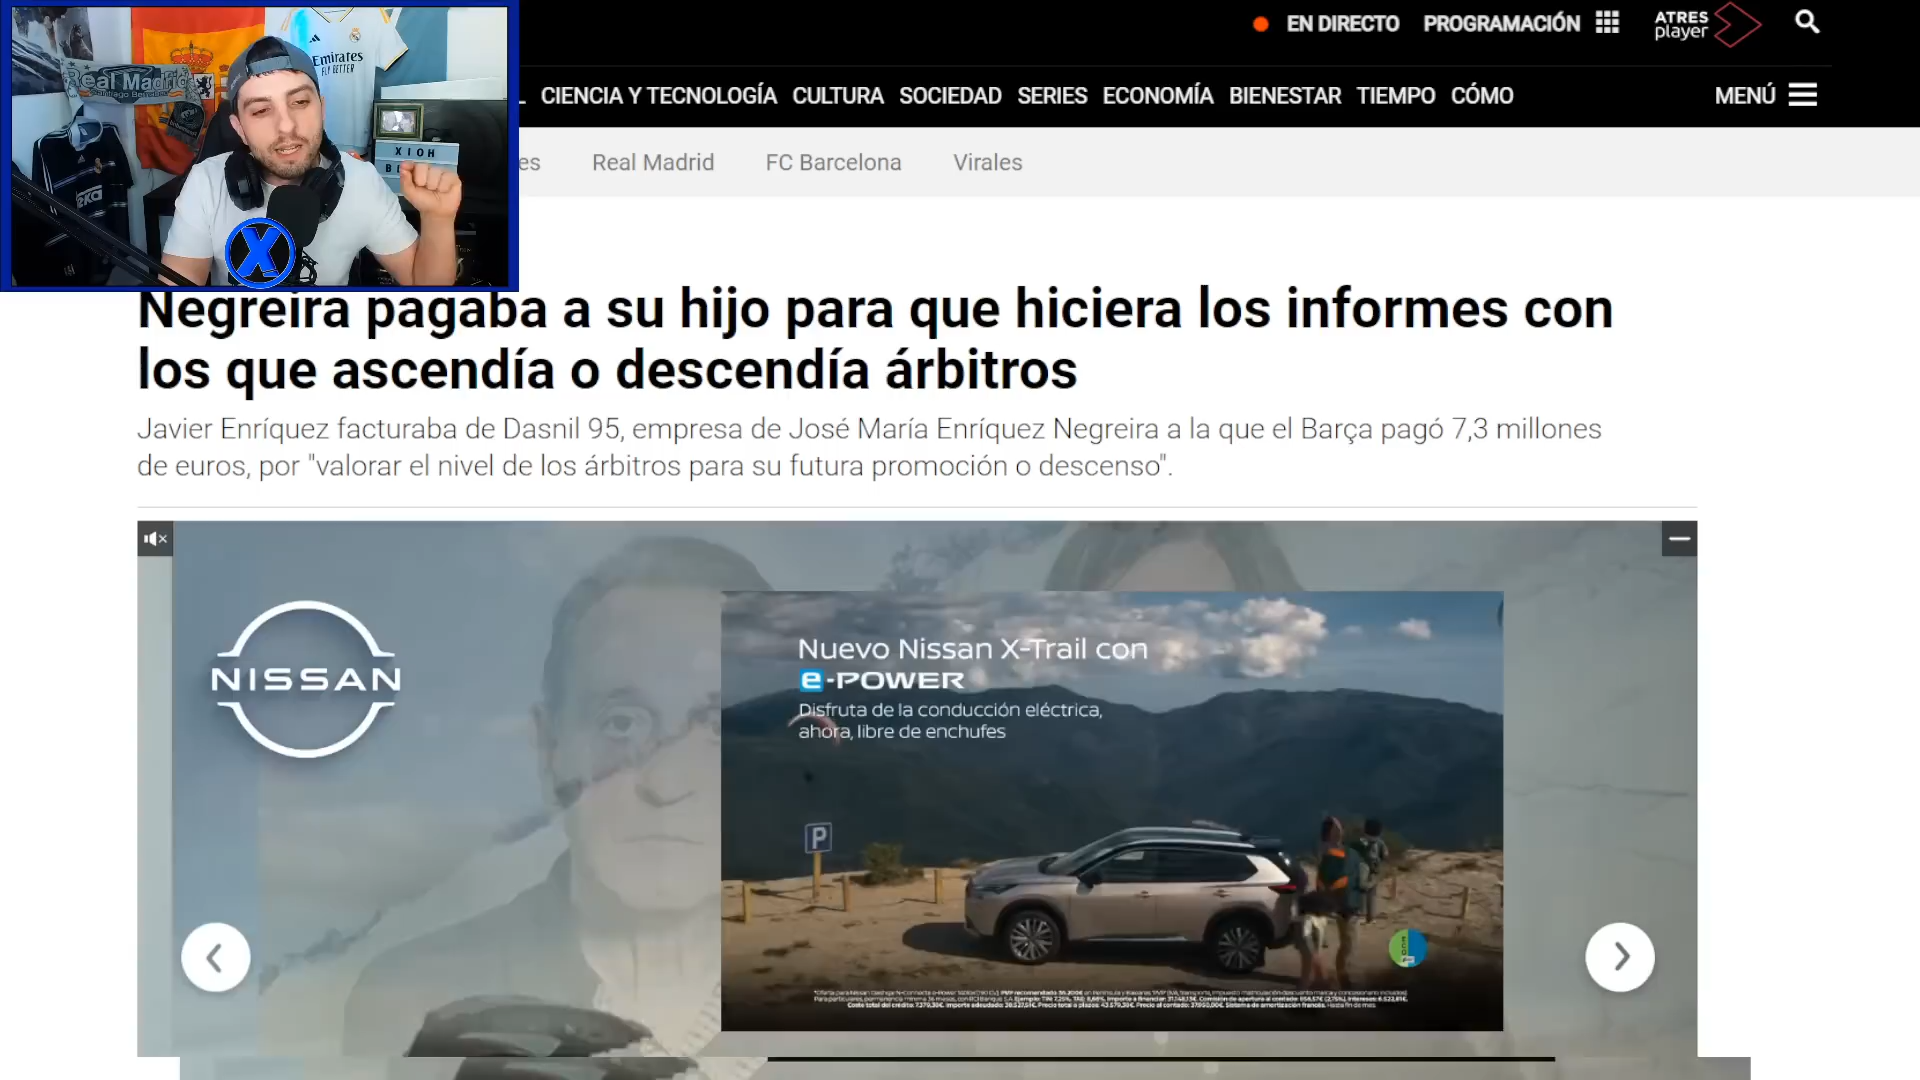 Real Madrid
Emirates
FLY BETTER
XIOH
X
EN DIRECTO
PROGRAMACIÓN
ATRES
player
CIENCIA Y TECNOLOGÍA
CULTURA
SOCIEDAD
SERIES
ECONOMÍA
BIENESTAR
TIEMPO
CÓMO
MENÚ
es
Real Madrid
FC Barcelona
Virales
Negreira pagaba a su hijo para que hiciera los informes con
los que ascendía o descendía árbitros
Javier Enríquez facturaba de Dasnil 95, empresa de José María Enríquez Negreira a la que el Barça pagó 7,3 millones
de euros, por "valorar el nivel de los árbitros para su futura promoción o descenso".
NISSAN
Nuevo Nissan X-Trail con
e-POWER
Disfruta de la conducción eléctrica,
ahora, libre de enchufes
P